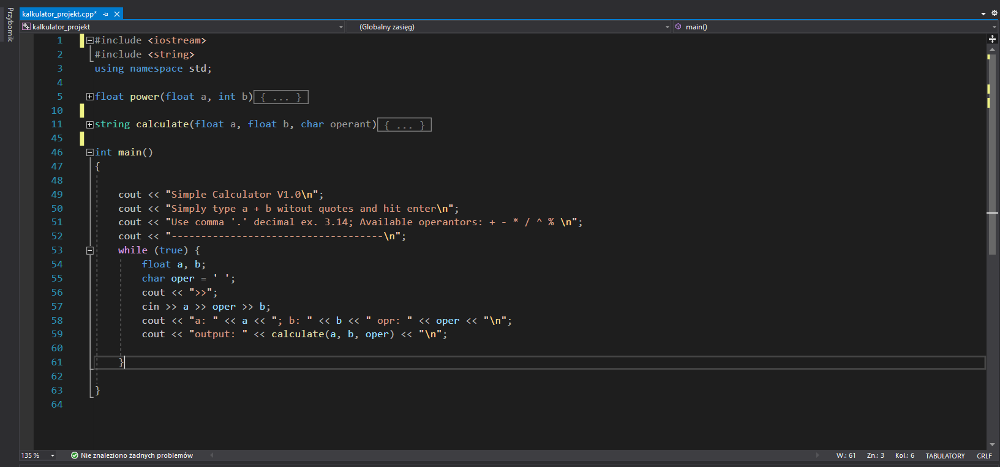 Przybornik
kalkulator_projekt.cpp*
kalkulator_projekt (Globalny zasięg) main()
1 #include <iostream>
2 #include <string>
3 using namespace std;
4
5 float power(float a, int b){ ... }
10
11 string calculate(float a, float b, char operant){ ... }
45
46 int main()
47 {
48
49 cout << "Simple Calculator V1.0\n";
50 cout << "Simply type a + b witout quotes and hit enter\n";
51 cout << "Use comma '.' decimal ex. 3.14; Available operantors: + - * / ^ % \n";
52 cout << "------------------------------------\n";
53 while (true) {
54 float a, b;
55 char oper = ' ';
56 cout << ">>";
57 cin >> a >> oper >> b;
58 cout << "a: " << a << "; b: " << b << " opr: " << oper << "\n";
59 cout << "output: " << calculate(a, b, oper) << "\n";
60
61 }
62
63 }
64
135 % Nie znaleziono żadnych problemów W.: 61 Zn.: 3 Kol.: 6 TABULATORY CRLF